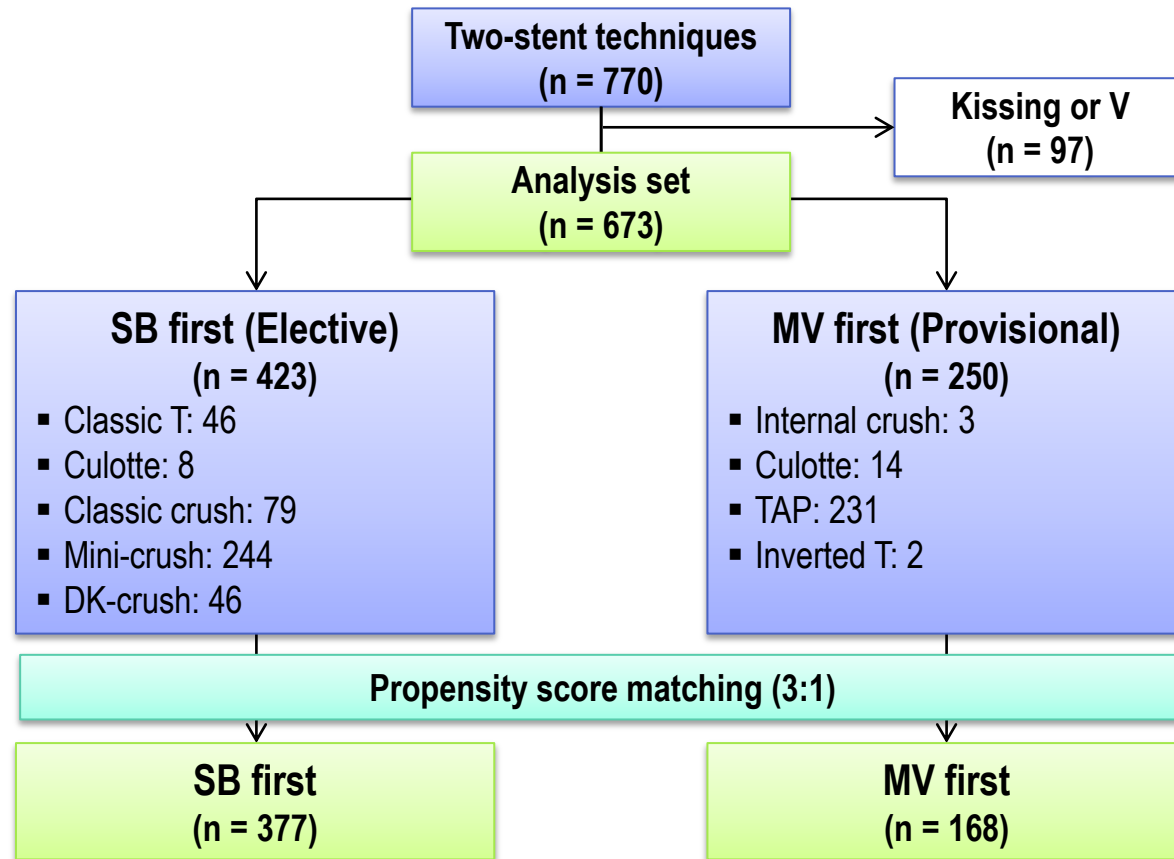 Two-stent techniques
(n = 770)
Kissing or V
(n = 97)
Analysis set
(n = 673)
SB first (Elective)
(n = 423)
▪ Classic T: 46
▪ Culotte: 8
▪ Classic crush: 79
▪ Mini-crush: 244
▪ DK-crush: 46
MV first (Provisional)
(n = 250)
▪ Internal crush: 3
▪ Culotte: 14
▪ TAP: 231
▪ Inverted T: 2
Propensity score matching (3:1)
SB first
(n = 377)
MV first
(n = 168)